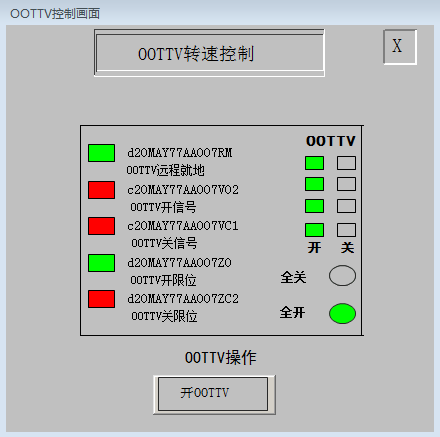 OOTTV控制画面
OOTTV转速控制
X
OOTTV
d20MAY77AA007RM
OOTTV远程就地
c20MAY77AA007VO2
OOTTV开信号
c20MAY77AA007VC1
OOTTV关信号
d20MAY77AA007ZO
OOTTV开限位
d20MAY77AA007ZC2
OOTTV关限位
开 关
全关
全开
OOTTV操作
开OOTTV